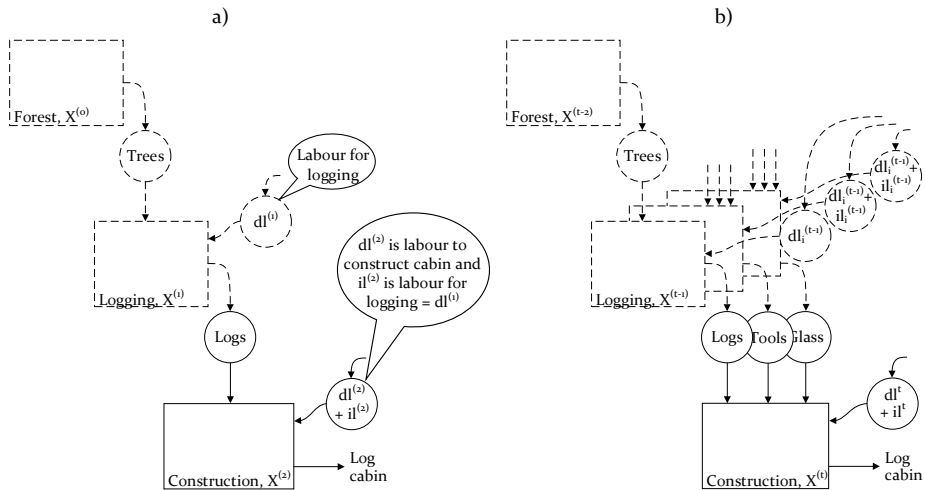 a)
Forest, X⁽⁰⁾
Trees
Labour for
logging
dl⁽¹⁾
Logging, X⁽¹⁾
dl⁽²⁾ is labour to
construct cabin and
il⁽²⁾ is labour for
logging = dl⁽¹⁾
Logs
dl⁽²⁾
+ il⁽²⁾
Construction, X⁽²⁾
Log
cabin
b)
Forest, X⁽ᵗ⁻²⁾
Trees
dlᵢ⁽ᵗ⁻¹⁾+
ilᵢ⁽ᵗ⁻¹⁾
dlᵢ⁽ᵗ⁻¹⁾+
ilᵢ⁽ᵗ⁻¹⁾
dlᵢ⁽ᵗ⁻¹⁾
Logging, X⁽ᵗ⁻¹⁾
Logs Tools Glass
dlᵗ
+ ilᵗ
Construction, X⁽ᵗ⁾
Log
cabin